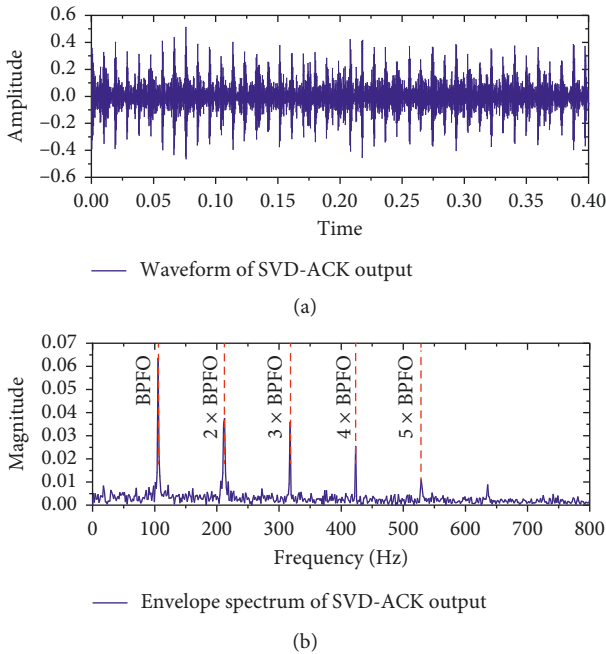 (a)
0.6
0.4
0.2
0.0
−0.2
−0.4
−0.6
Amplitude
0.00 0.05 0.10 0.15 0.20 0.25 0.30 0.35 0.40
Time
Waveform of SVD-ACK output
(a)
0.07
0.06
0.05
0.04
0.03
0.02
0.01
0.00
Magnitude
BPFO
2 × BPFO
3 × BPFO
4 × BPFO
5 × BPFO
0 100 200 300 400 500 600 700 800
Frequency (Hz)
Envelope spectrum of SVD-ACK output
(b)